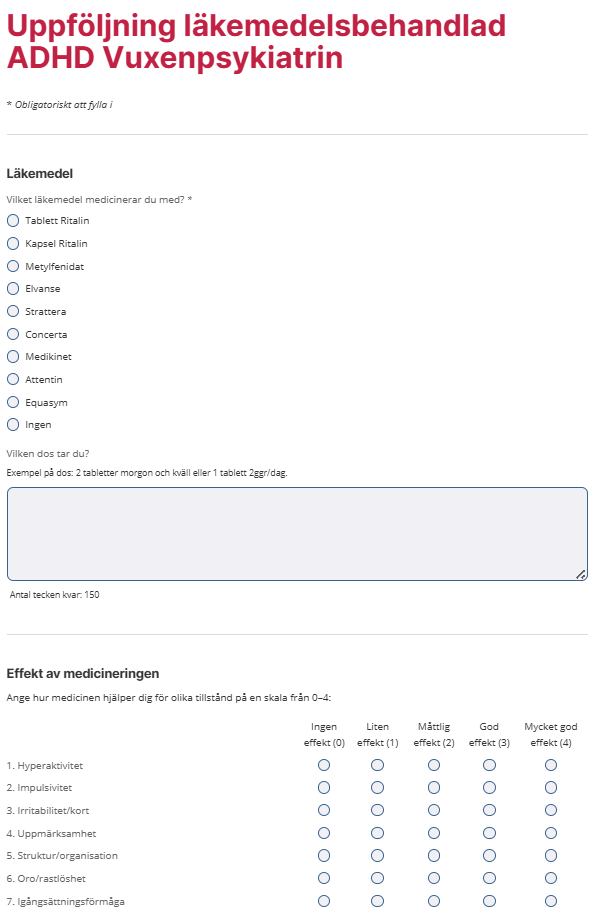 Uppföljning läkemedelsbehandlad
ADHD Vuxenpsykiatrin
* Obligatoriskt att fylla i
Läkemedel
Vilket läkemedel medicinerar du med? *
Tablett Ritalin
Kapsel Ritalin
Metylfenidat
Elvanse
Strattera
Concerta
Medikinet
Attentin
Equasym
Ingen
Vilken dos tar du?
Exempel på dos: 2 tabletter morgon och kväll eller 1 tablett 2ggr/dag.
Antal tecken kvar: 150
Effekt av medicineringen
Ange hur medicinen hjälper dig för olika tillstånd på en skala från 0–4:
Ingen Liten Måttlig God Mycket god
effekt (0) effekt (1) effekt (2) effekt (3) effekt (4)
1. Hyperaktivitet
2. Impulsivitet
3. Irritabilitet/kort
4. Uppmärksamhet
5. Struktur/organisation
6. Oro/rastlöshet
7. Igångsättningsförmåga